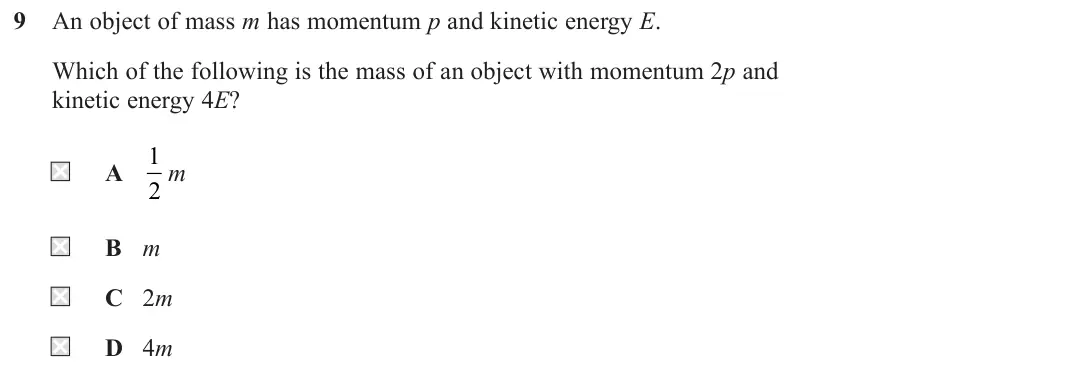 9 An object of mass m has momentum p and kinetic energy E.
Which of the following is the mass of an object with momentum 2p and
kinetic energy 4E?
A 1/2 m
B m
C 2m
D 4m